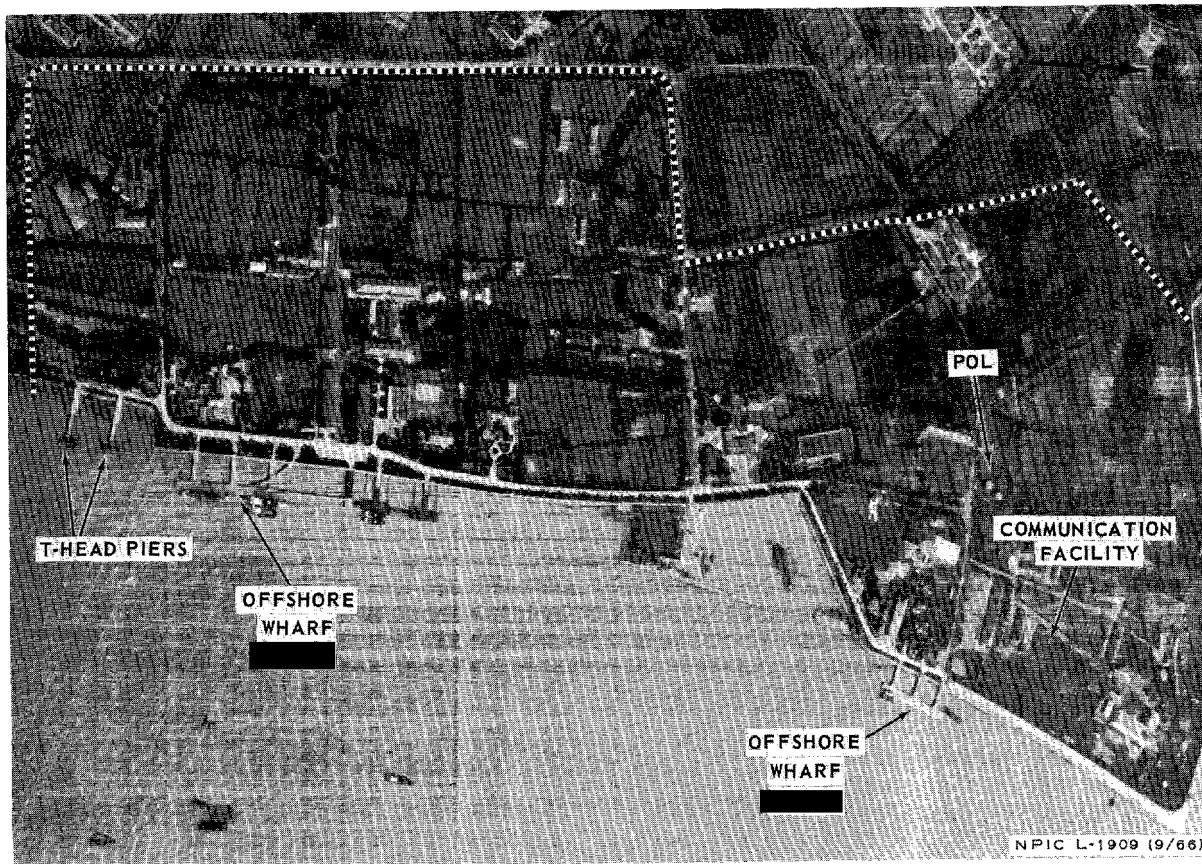 POL
COMMUNICATION
FACILITY
T-HEAD PIERS
OFFSHORE
WHARF
OFFSHORE
WHARF
NPIC L-1909 (9/66)